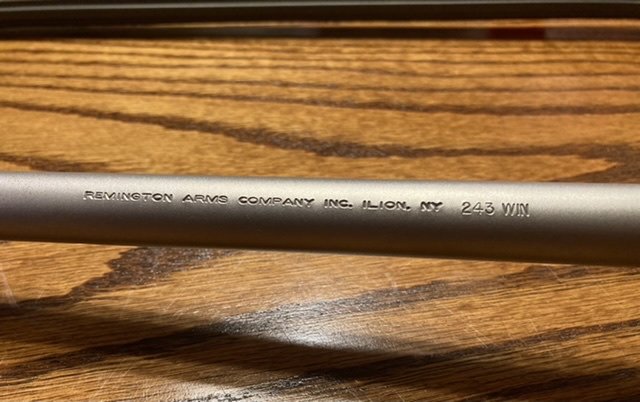 REMINGTON ARMS COMPANY INC. ILION, NY 243 WIN